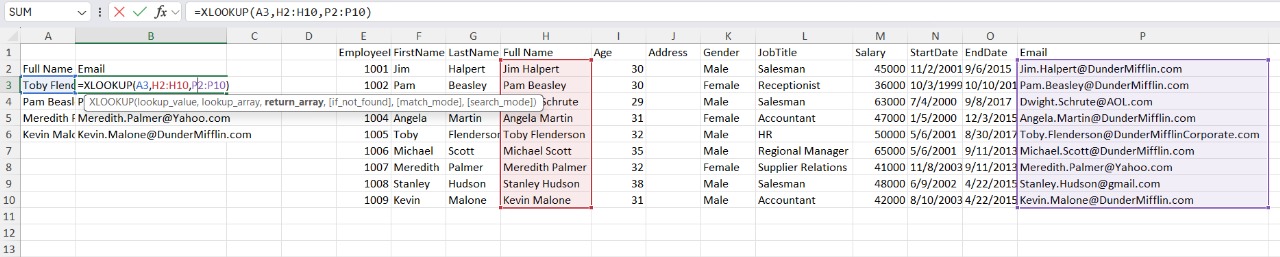 SUM =XLOOKUP(A3,H2:H10,P2:P10)
A B C D E F G H I J K L M N O P
1 EmployeeI FirstName LastName Full Name Age Address Gender JobTitle Salary StartDate EndDate Email
2 Full Name Email 1001 Jim Halpert Jim Halpert 30 Male Salesman 45000 11/2/2001 9/6/2015 Jim.Halpert@DunderMifflin.com
3 Toby Flend =XLOOKUP(A3,H2:H10,P2:P10) Pam Beasley Pam Beasley 30 Female Receptionist 36000 10/3/1999 10/10/201 Pam.Beasley@DunderMifflin.com
4 Pam Beasl P XLOOKUP(lookup_value, lookup_array, return_array, [if_not_found], [match_mode], [search_mode]) Schrute 29 Male Salesman 63000 7/4/2000 9/8/2017 Dwight.Schrute@AOL.com
5 Meredith F Meredith.Palmer@Yahoo.com 1004 Angela Martin Angela Martin 31 Female Accountant 47000 1/5/2000 12/3/2015 Angela.Martin@DunderMifflin.com
6 Kevin Malc Kevin.Malone@DunderMifflin.com 1005 Toby Flenderson Toby Flenderson 32 Male HR 50000 5/6/2001 8/30/2017 Toby.Flenderson@DunderMifflinCorporate.com
7 1006 Michael Scott Michael Scott 35 Male Regional Manager 65000 5/6/2001 9/11/2013 Michael.Scott@DunderMifflin.com
8 1007 Meredith Palmer Meredith Palmer 32 Female Supplier Relations 41000 11/8/2003 9/11/2013 Meredith.Palmer@Yahoo.com
9 1008 Stanley Hudson Stanley Hudson 38 Male Salesman 48000 6/9/2002 4/22/2015 Stanley.Hudson@gmail.com
10 1009 Kevin Malone Kevin Malone 31 Male Accountant 42000 8/10/2003 4/22/2015 Kevin.Malone@DunderMifflin.com
11
12
13